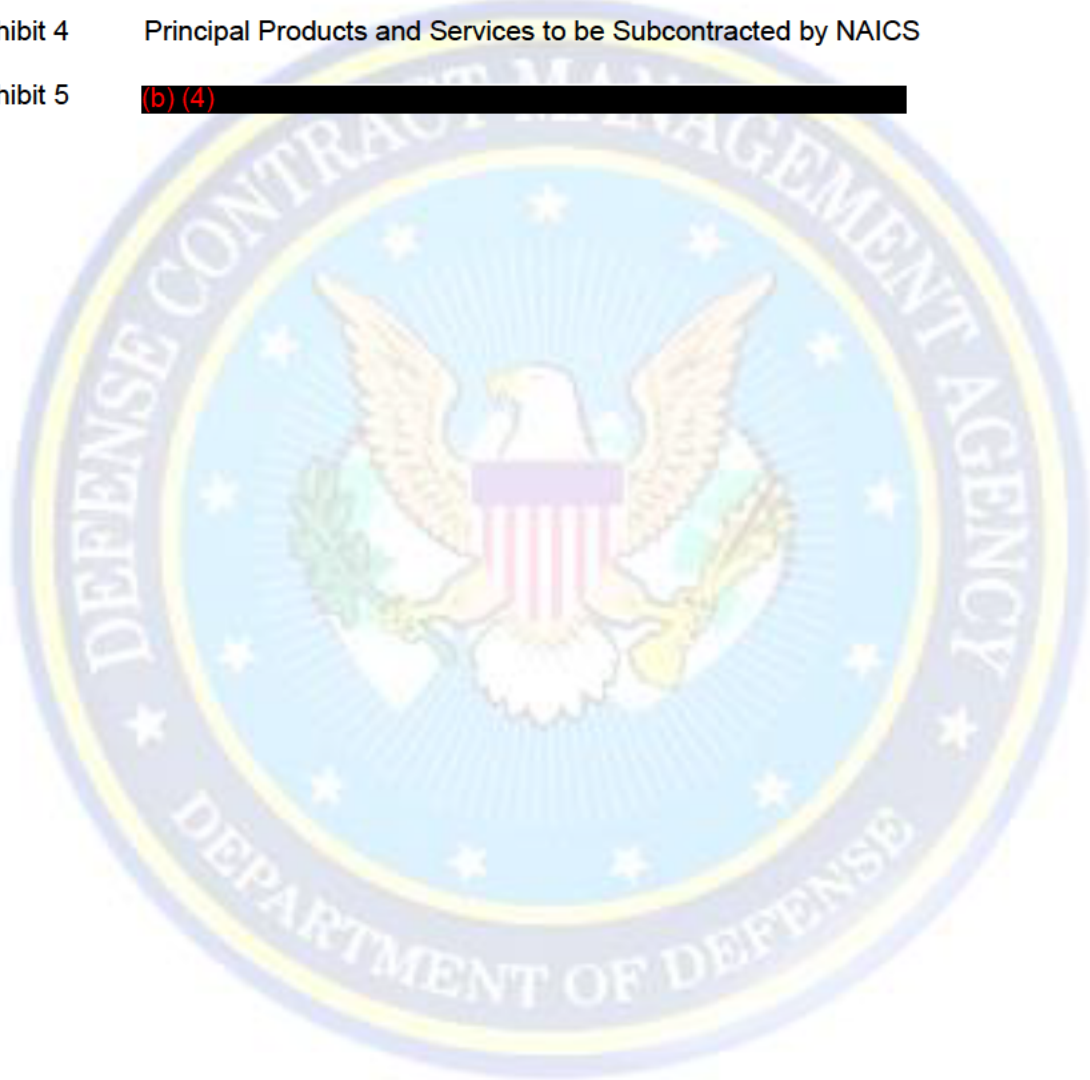 hibit 4 Principal Products and Services to be Subcontracted by NAICS
hibit 5 (b) (4)
DEFENSE CONTRACT MANAGEMENT AGENCY
DEPARTMENT OF DEFENSE